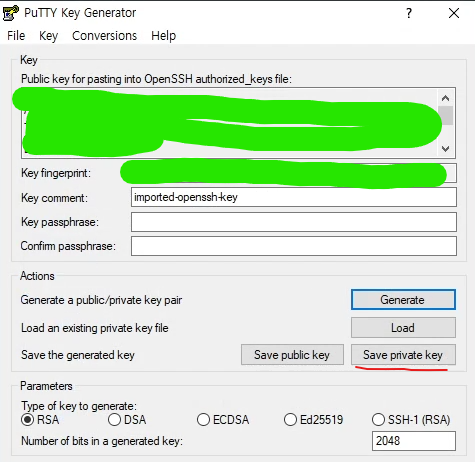 PuTTY Key Generator
File Key Conversions Help
Key
Public key for pasting into OpenSSH authorized_keys file:
Key fingerprint:
Key comment: imported-openssh-key
Key passphrase:
Confirm passphrase:
Actions
Generate a public/private key pair Generate
Load an existing private key file Load
Save the generated key Save public key Save private key
Parameters
Type of key to generate:
RSA DSA ECDSA Ed25519 SSH-1 (RSA)
Number of bits in a generated key: 2048